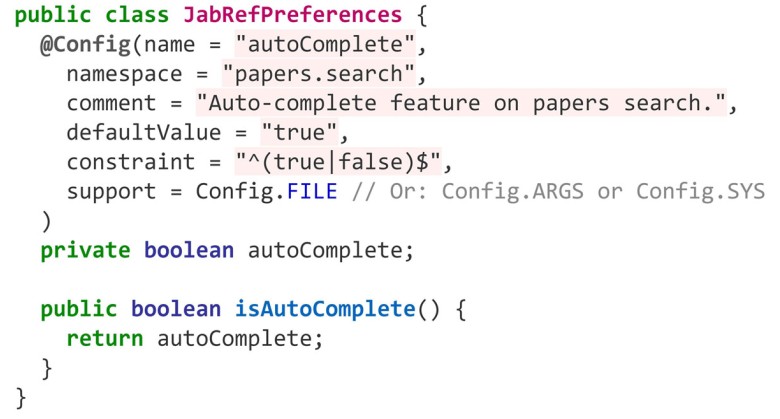 public class JabRefPreferences {
  @Config(name = "autoComplete",
    namespace = "papers.search",
    comment = "Auto-complete feature on papers search.",
    defaultValue = "true",
    constraint = "^(true|false)$",
    support = Config.FILE // Or: Config.ARGS or Config.SYS
  )
  private boolean autoComplete;

  public boolean isAutoComplete() {
    return autoComplete;
  }
}